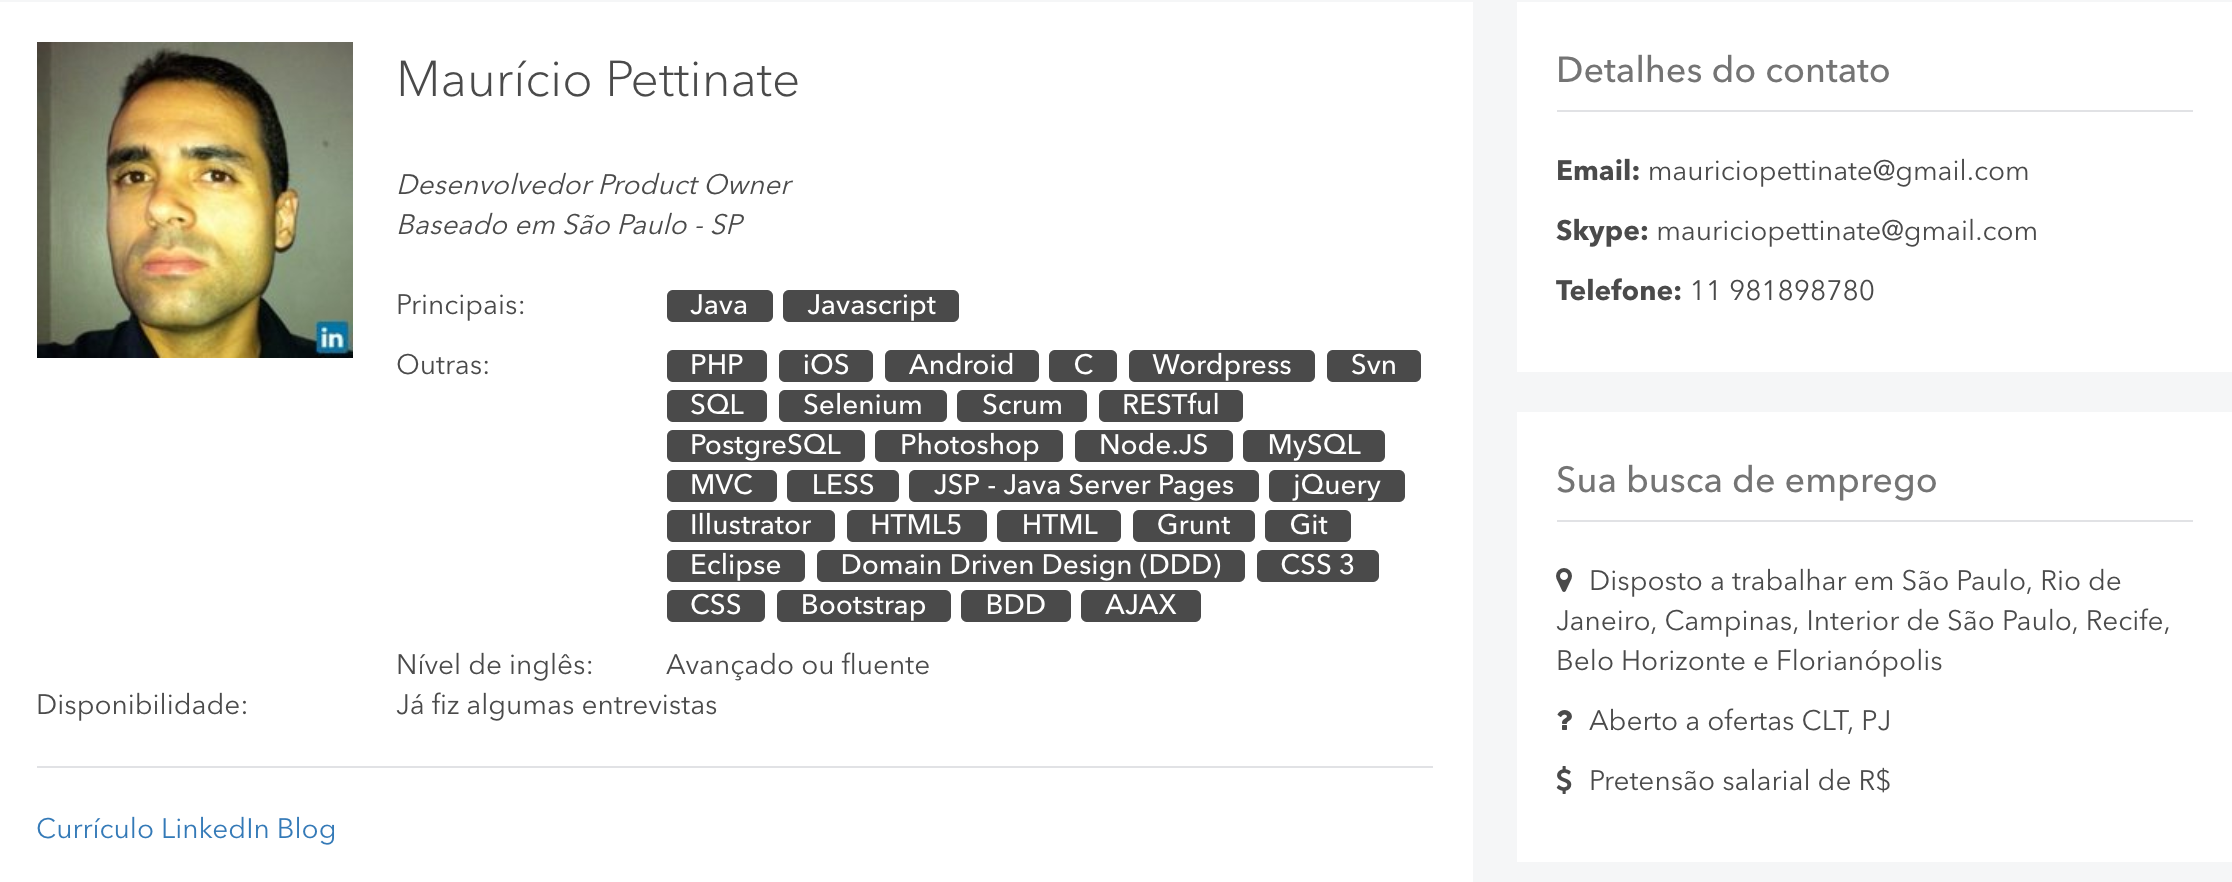 Maurício Pettinate
Desenvolvedor Product Owner
Baseado em São Paulo - SP
in
Principais: Java Javascript
Outras: PHP iOS Android C Wordpress Svn
SQL Selenium Scrum RESTful
PostgreSQL Photoshop Node.JS MySQL
MVC LESS JSP - Java Server Pages jQuery
Illustrator HTML5 HTML Grunt Git
Eclipse Domain Driven Design (DDD) CSS 3
CSS Bootstrap BDD AJAX
Nível de inglês: Avançado ou fluente
Disponibilidade: Já fiz algumas entrevistas
Currículo LinkedIn Blog
Detalhes do contato
Email: mauriciopettinate@gmail.com
Skype: mauriciopettinate@gmail.com
Telefone: 11 981898780
Sua busca de emprego
Disposto a trabalhar em São Paulo, Rio de
Janeiro, Campinas, Interior de São Paulo, Recife,
Belo Horizonte e Florianópolis
? Aberto a ofertas CLT, PJ
$ Pretensão salarial de R$